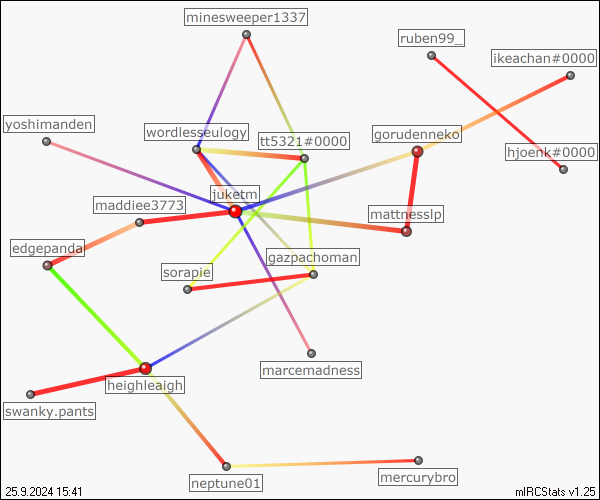 minesweeper1337
ruben99_
ikeachan#0000
yoshimanden
wordlesseulogy
tt5321#0000
gorudenneko
hjoenk#0000
juketm
maddiee3773
mattnesslp
edgepanda
gazpachoman
sorapie
marcemadness
heighleaigh
swanky.pants
neptune01
mercurybro
25.9.2024 15:41
mIRCStats v1.25